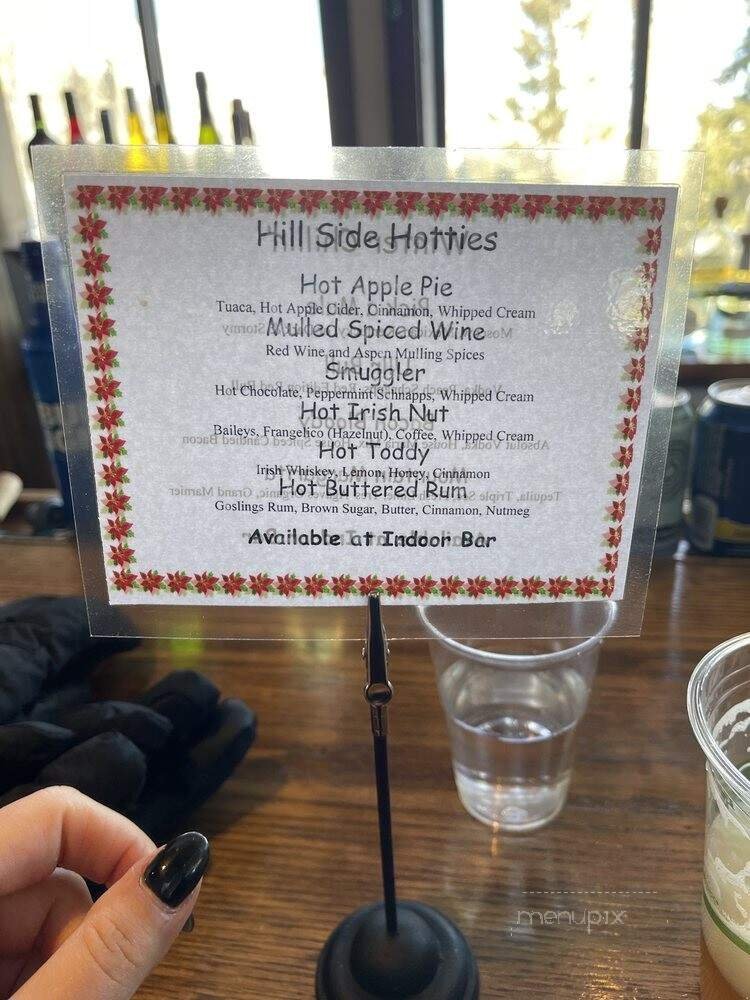 Hill Side Hotties
Hot Apple Pie
Tuaca, Hot Apple Cider, Cinnamon, Whipped Cream
Mulled Spiced Wine
Red Wine and Aspen Mulling Spices
Smuggler
Hot Chocolate, Peppermint Schnapps, Whipped Cream
Hot Irish Nut
Baileys, Frangelico (Hazelnut), Coffee, Whipped Cream
Hot Toddy
Irish Whiskey, Lemon, Honey, Cinnamon
Hot Buttered Rum
Goslings Rum, Brown Sugar, Butter, Cinnamon, Nutmeg
Available at Indoor Bar
menupix